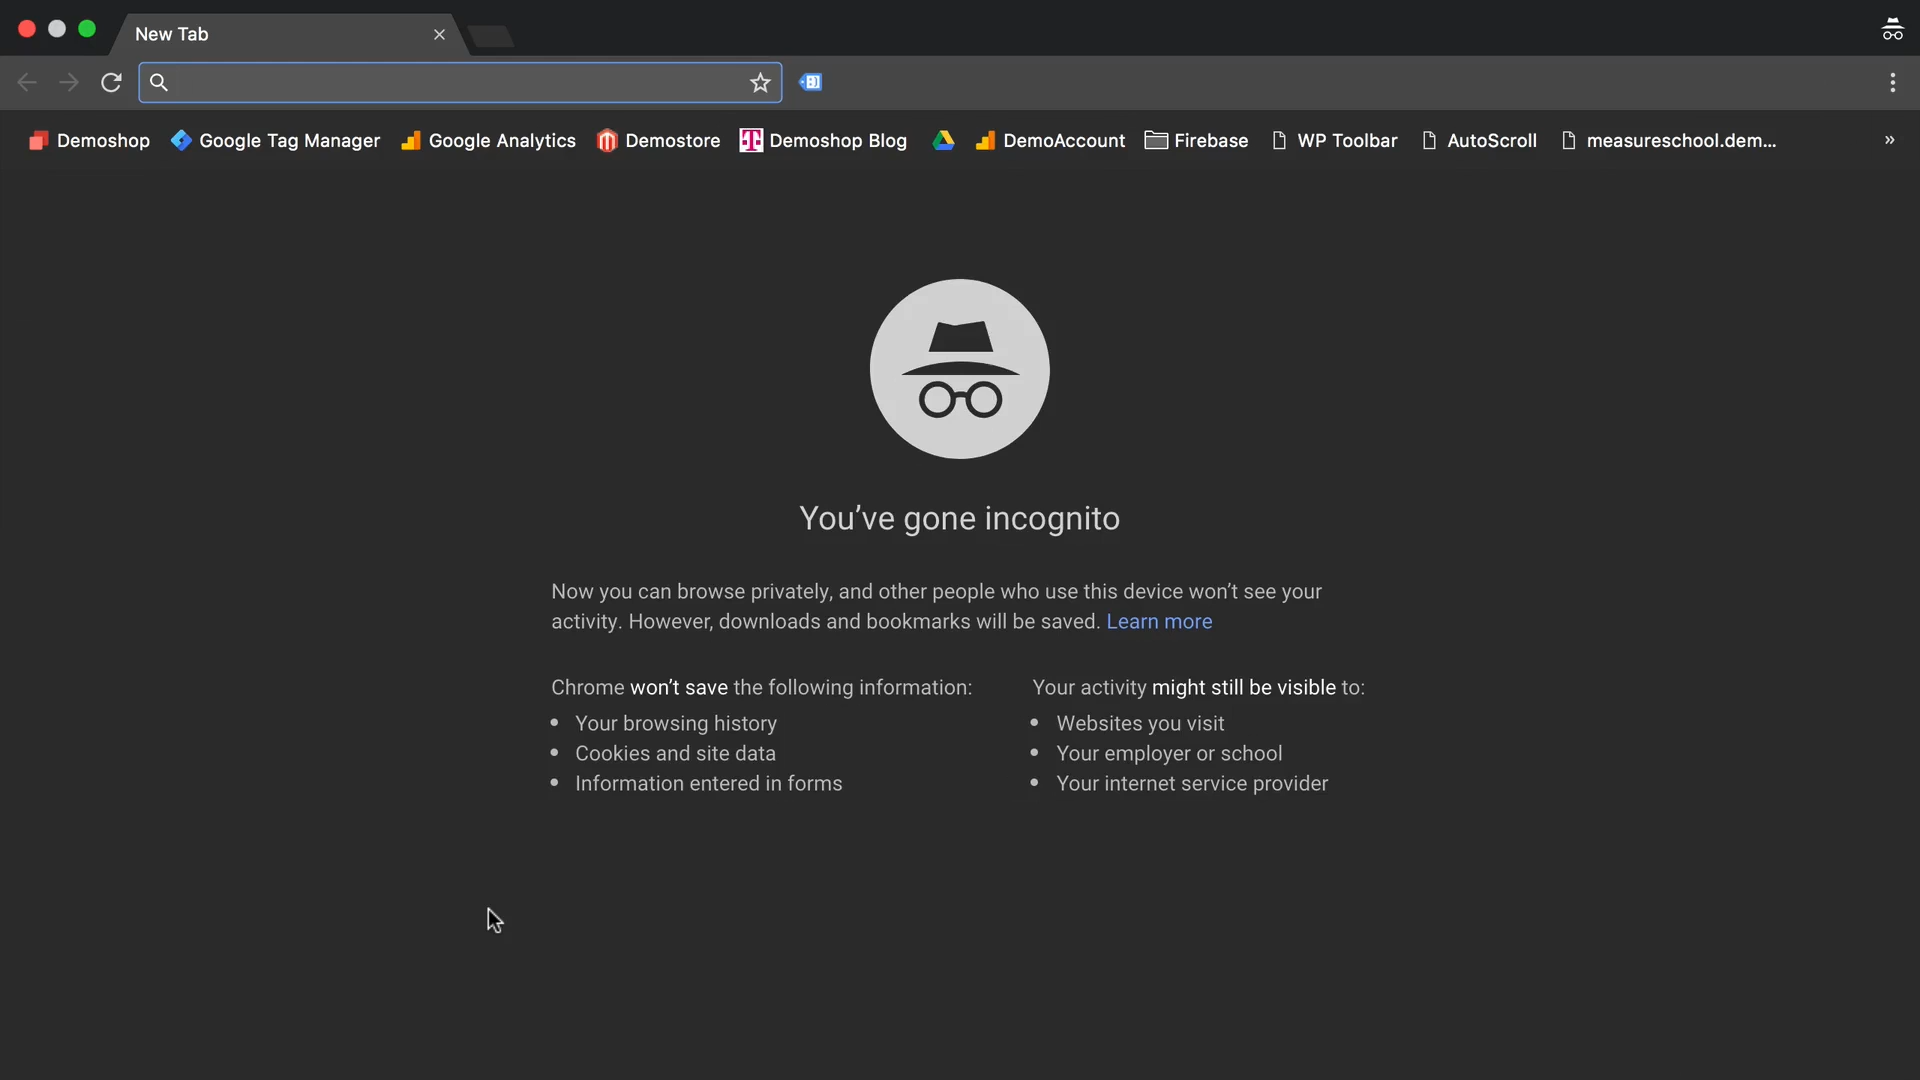 New Tab
Demoshop Google Tag Manager Google Analytics Demostore Demoshop Blog DemoAccount Firebase WP Toolbar AutoScroll measureschool.dem... »
You’ve gone incognito
Now you can browse privately, and other people who use this device won’t see your
activity. However, downloads and bookmarks will be saved. Learn more
Chrome won’t save the following information:
• Your browsing history
• Cookies and site data
• Information entered in forms
Your activity might still be visible to:
• Websites you visit
• Your employer or school
• Your internet service provider